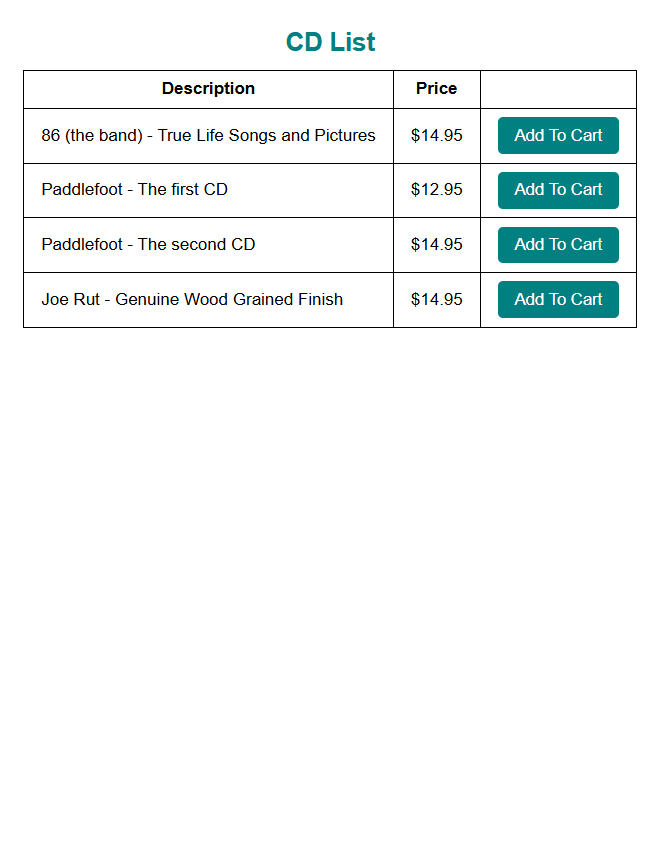 CD List
Description Price
86 (the band) - True Life Songs and Pictures $14.95 Add To Cart
Paddlefoot - The first CD $12.95 Add To Cart
Paddlefoot - The second CD $14.95 Add To Cart
Joe Rut - Genuine Wood Grained Finish $14.95 Add To Cart